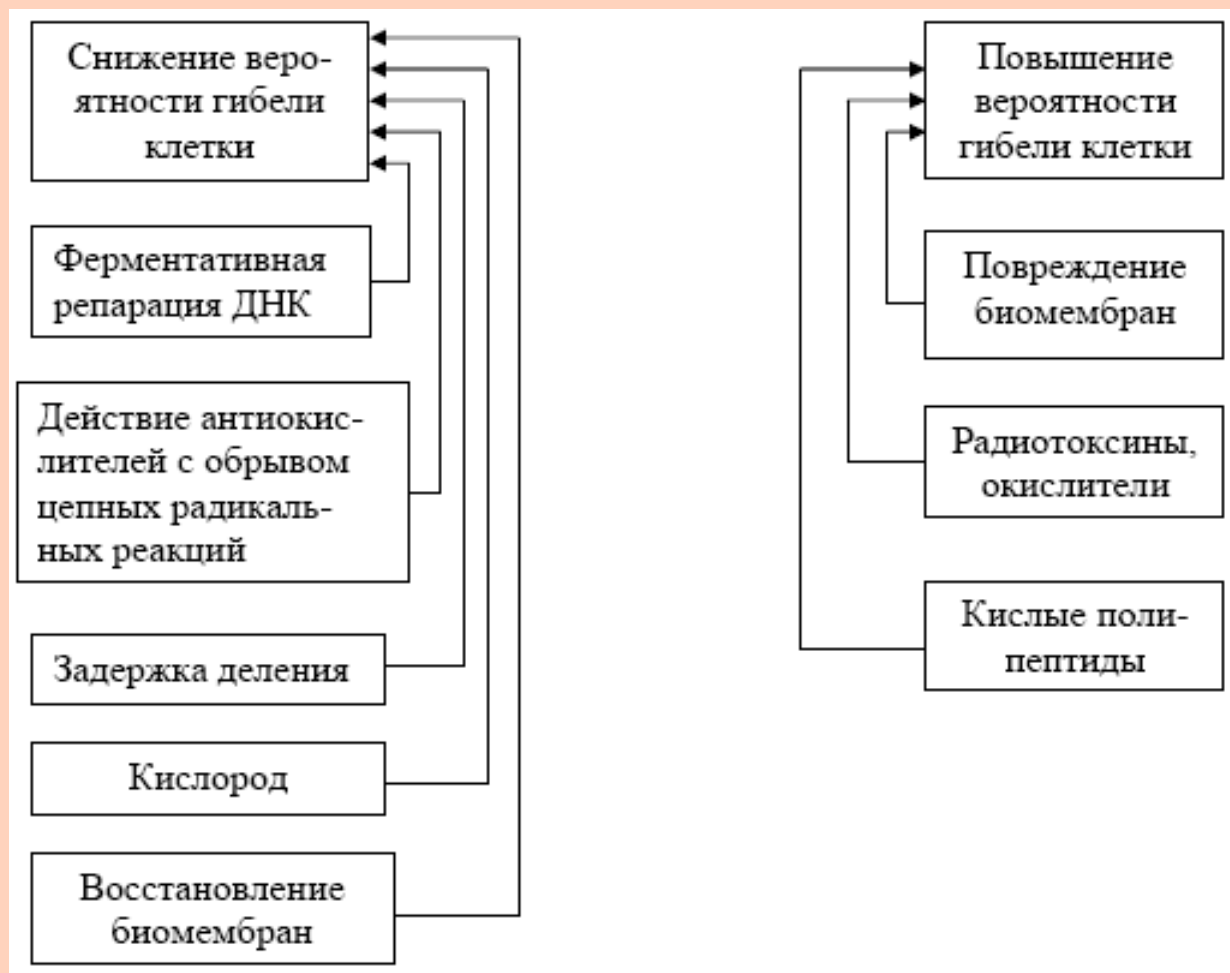 Снижение веро-
ятности гибели
клетки
Ферментативная
репарация ДНК
Действие антиокис-
лителей с обрывом
цепных радикаль-
ных реакций
Задержка деления
Кислород
Восстановление
биомембран
Повышение
вероятности
гибели клетки
Повреждение
биомембран
Радиотоксины,
окислители
Кислые поли-
пептиды